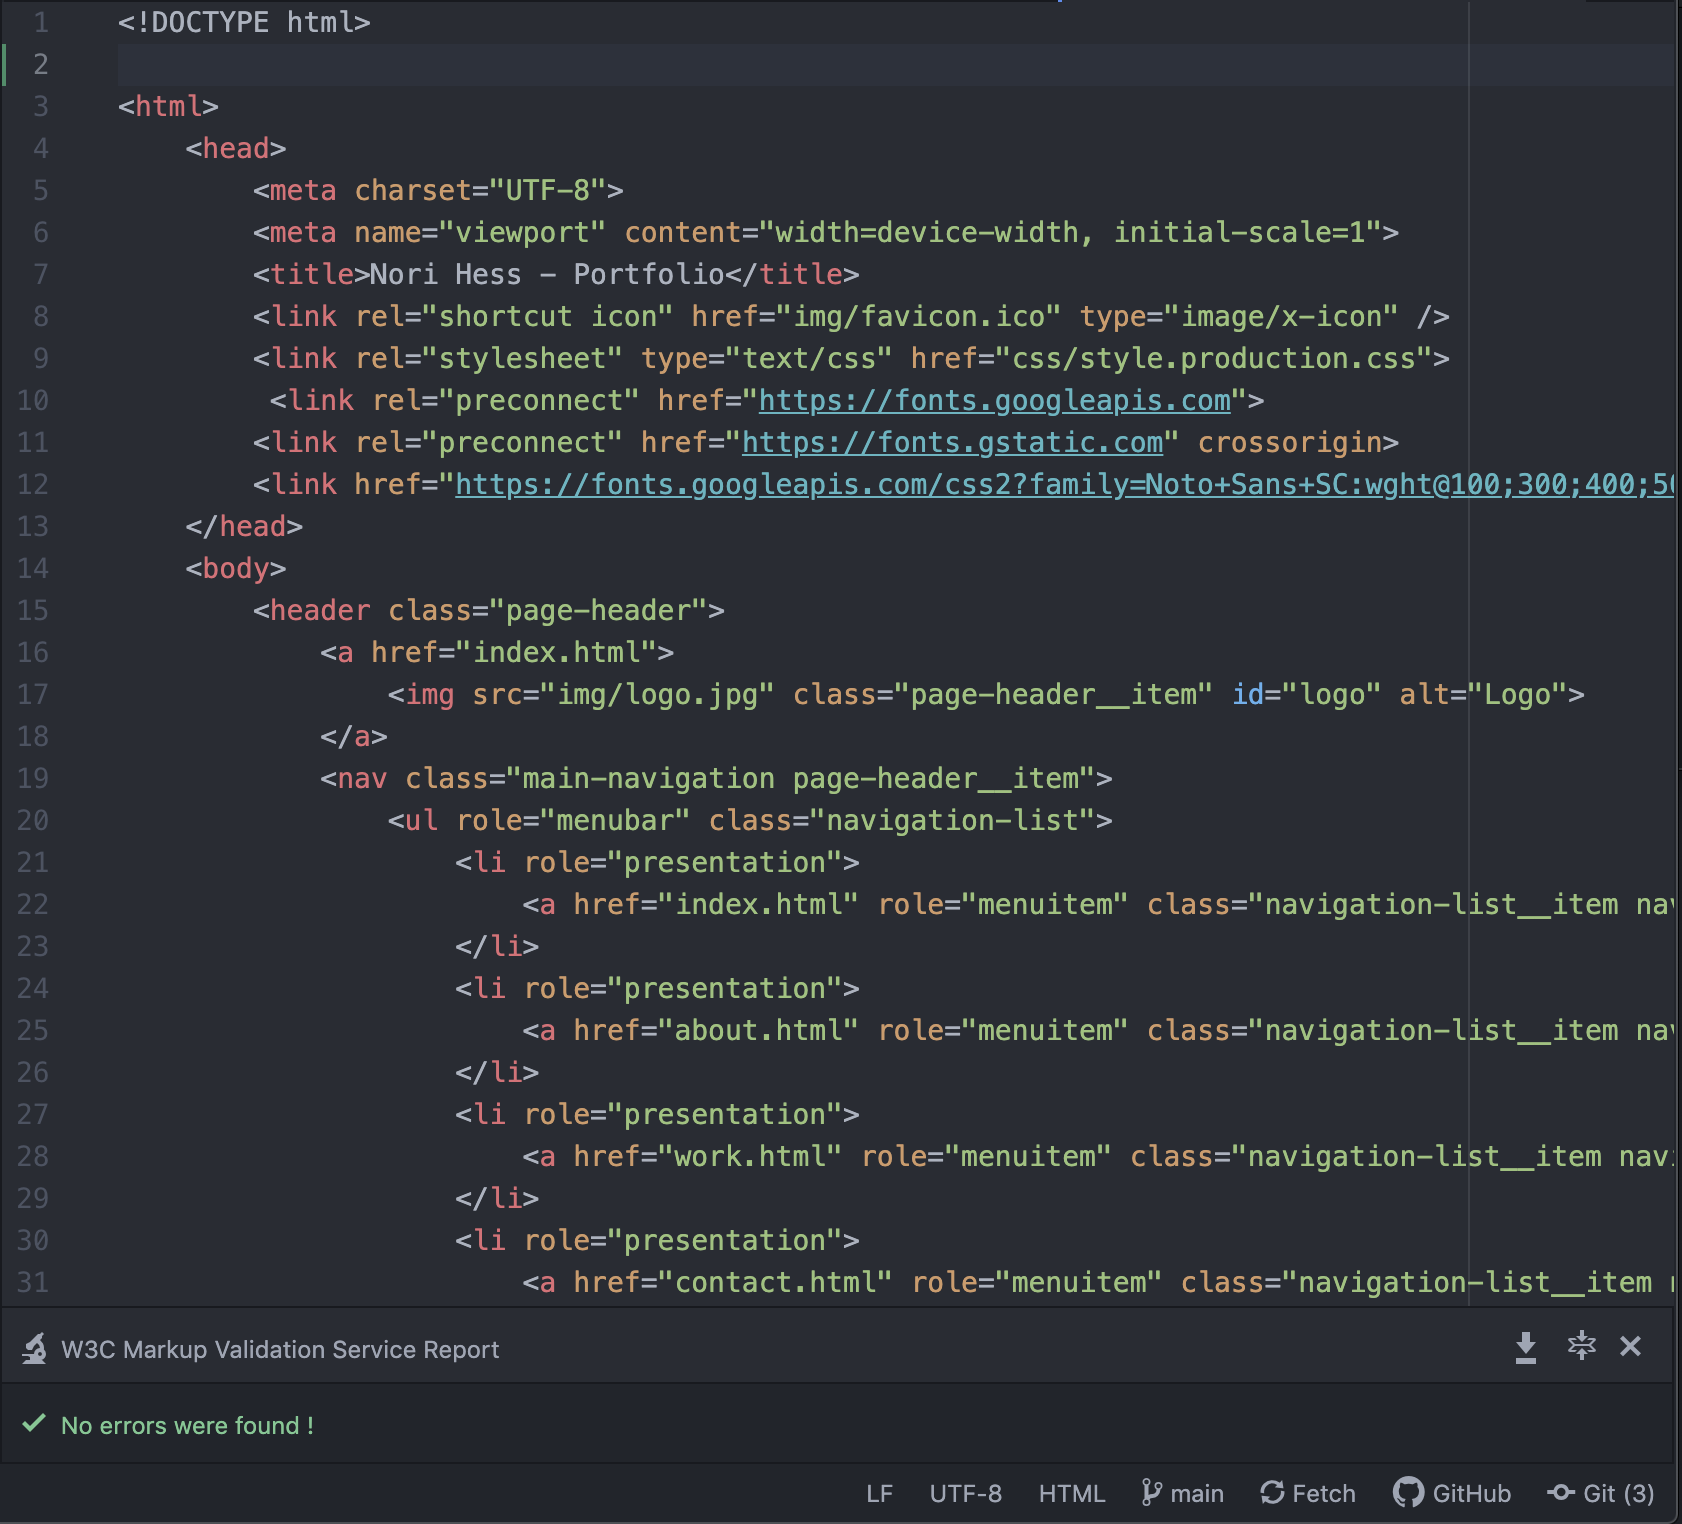 1 <!DOCTYPE html>
2
3 <html>
4 <head>
5 <meta charset="UTF-8">
6 <meta name="viewport" content="width=device-width, initial-scale=1">
7 <title>Nori Hess - Portfolio</title>
8 <link rel="shortcut icon" href="img/favicon.ico" type="image/x-icon" />
9 <link rel="stylesheet" type="text/css" href="css/style.production.css">
10 <link rel="preconnect" href="https://fonts.googleapis.com">
11 <link rel="preconnect" href="https://fonts.gstatic.com" crossorigin>
12 <link href="https://fonts.googleapis.com/css2?family=Noto+Sans+SC:wght@100;300;400;50
13 </head>
14 <body>
15 <header class="page-header">
16 <a href="index.html">
17 <img src="img/logo.jpg" class="page-header__item" id="logo" alt="Logo">
18 </a>
19 <nav class="main-navigation page-header__item">
20 <ul role="menubar" class="navigation-list">
21 <li role="presentation">
22 <a href="index.html" role="menuitem" class="navigation-list__item nav
23 </li>
24 <li role="presentation">
25 <a href="about.html" role="menuitem" class="navigation-list__item nav
26 </li>
27 <li role="presentation">
28 <a href="work.html" role="menuitem" class="navigation-list__item navi
29 </li>
30 <li role="presentation">
31 <a href="contact.html" role="menuitem" class="navigation-list__item
W3C Markup Validation Service Report
No errors were found !
LF UTF-8 HTML main Fetch GitHub Git (3)